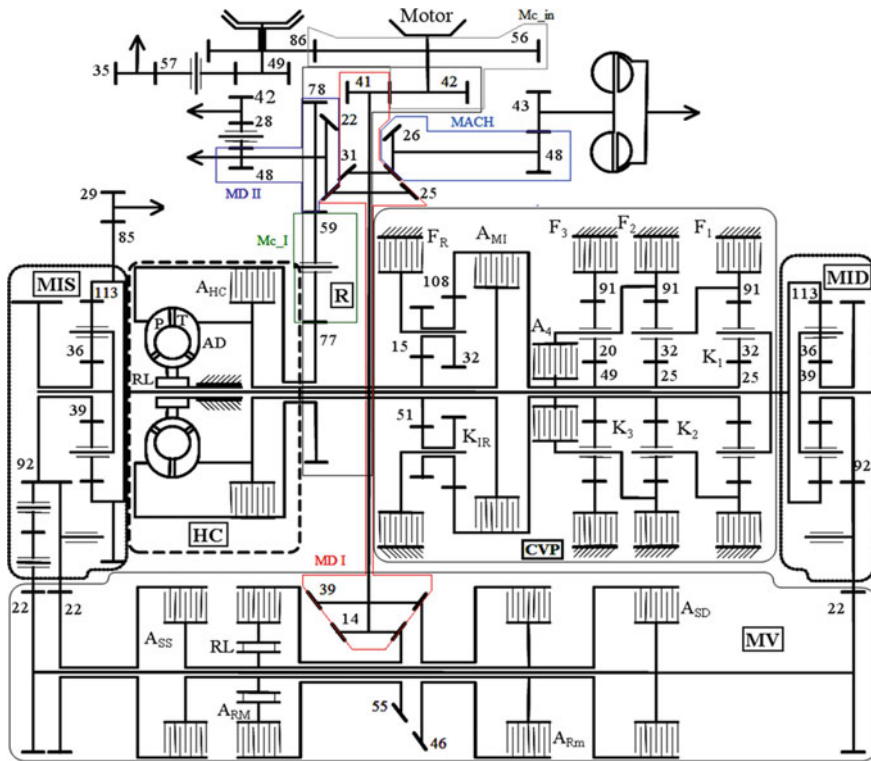 Motor Mc_in
86 56
35 57 49
78 41 42
42 22 43
28 26 MACH
31
48 48
MD II 25
29
59
85 Mc_I
F_R A_MI F_3 F_2 F_1
MIS R MID
113 A_HC 108 91 91 91 113
P T A_4
36 AD 77 15 32 20 32 K_1 32 36
RL 49 25 25 39
39 51
K_IR K_3 K_2
92 92
HC CVP
MD I
22 22 39 22
14 A_SD
A_SS RL MV
A_RM 55
46 A_Rm